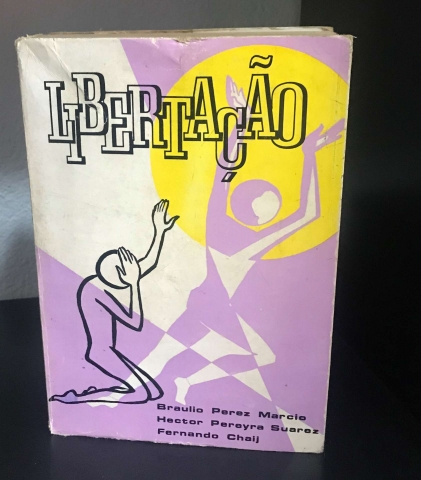 LIBERTAÇÃO
Braulio Perez Marcio
Hector Pereyra Suarez
Fernando Chaij